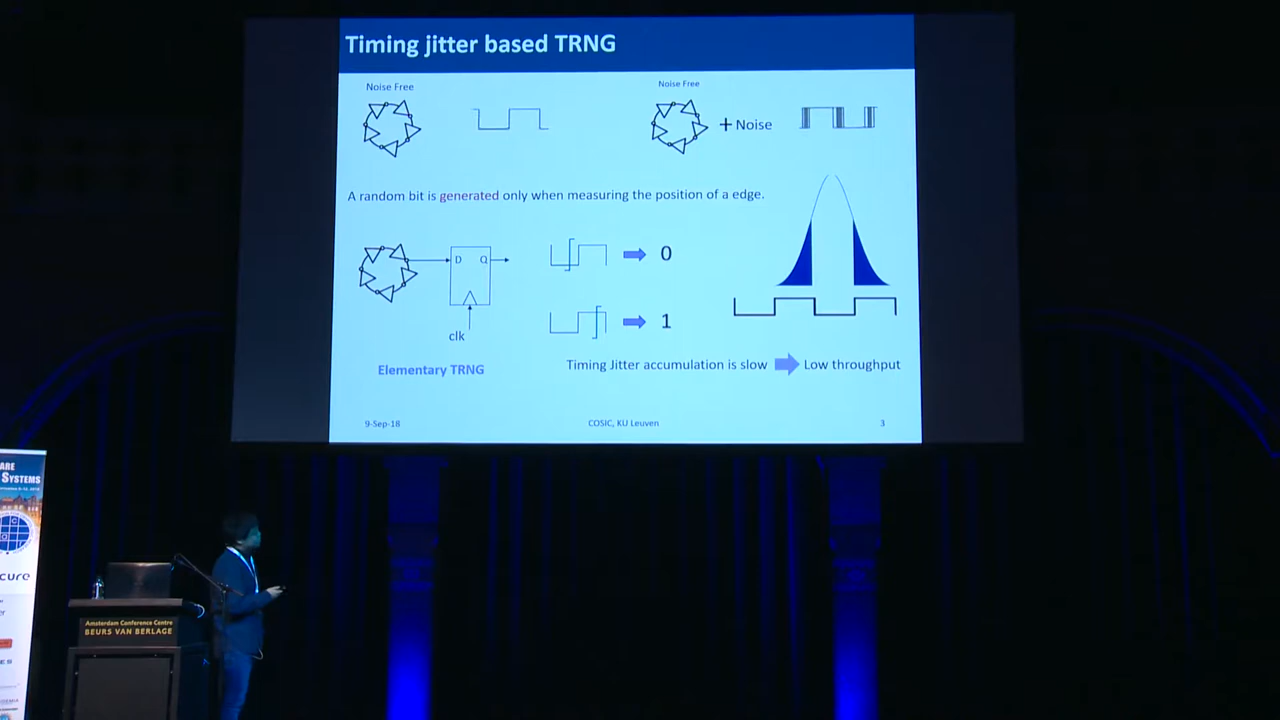 Timing jitter based TRNG
Noise Free
Noise Free
+ Noise
A random bit is generated only when measuring the position of a edge.
D Q
0
clk
1
Elementary TRNG
Timing Jitter accumulation is slow
Low throughput
9-Sep-18
COSIC, KU Leuven
3
ARE
SYSTEMS
cure
Amsterdam Conference Centre
BEURS VAN BERLAGE